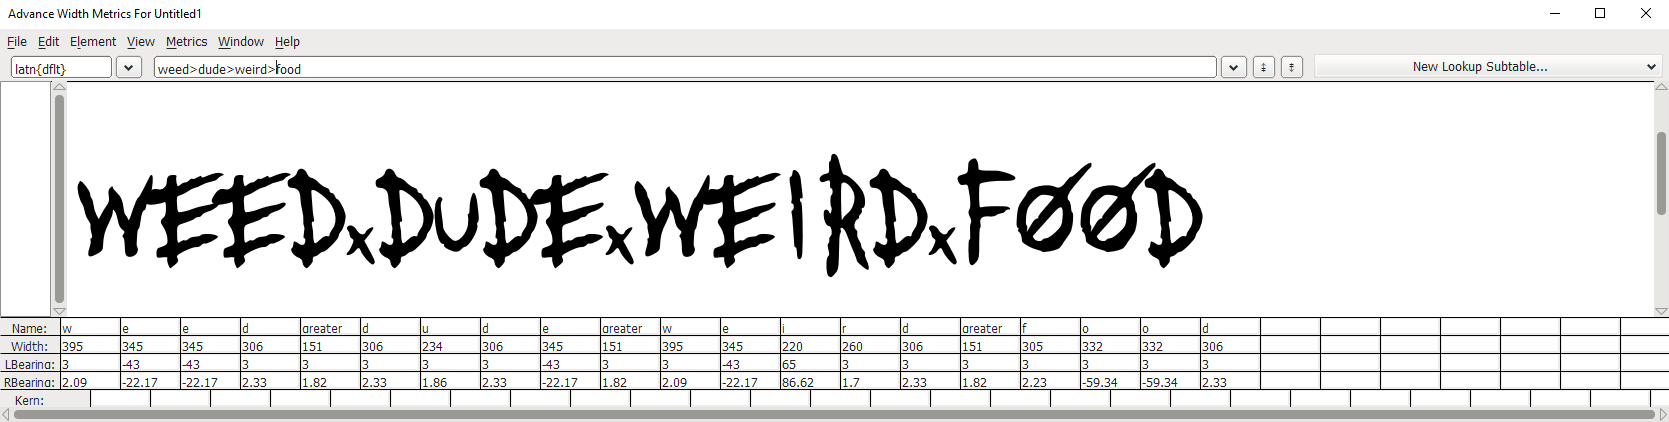 Advance Width Metrics For Untitled1
File Edit Element View Metrics Window Help
latn{dflt} weed>dude>weird>food New Lookup Subtable...
WEEDxDUDExWEIRDxFØØD
Name: w e e d greater d u d e greater w e i r d greater f o o d
Width: 395 345 345 306 151 306 234 306 345 151 395 345 220 260 306 151 305 332 332 306
LBearing: 3 -43 -43 3 3 3 3 3 -43 3 3 -43 65 3 3 3 3 3 3 3
RBearing: 2.09 -22.17 -22.17 2.33 1.82 2.33 1.86 2.33 -22.17 1.82 2.09 -22.17 86.62 1.7 2.33 1.82 2.23 -59.34 -59.34 2.33
Kern: